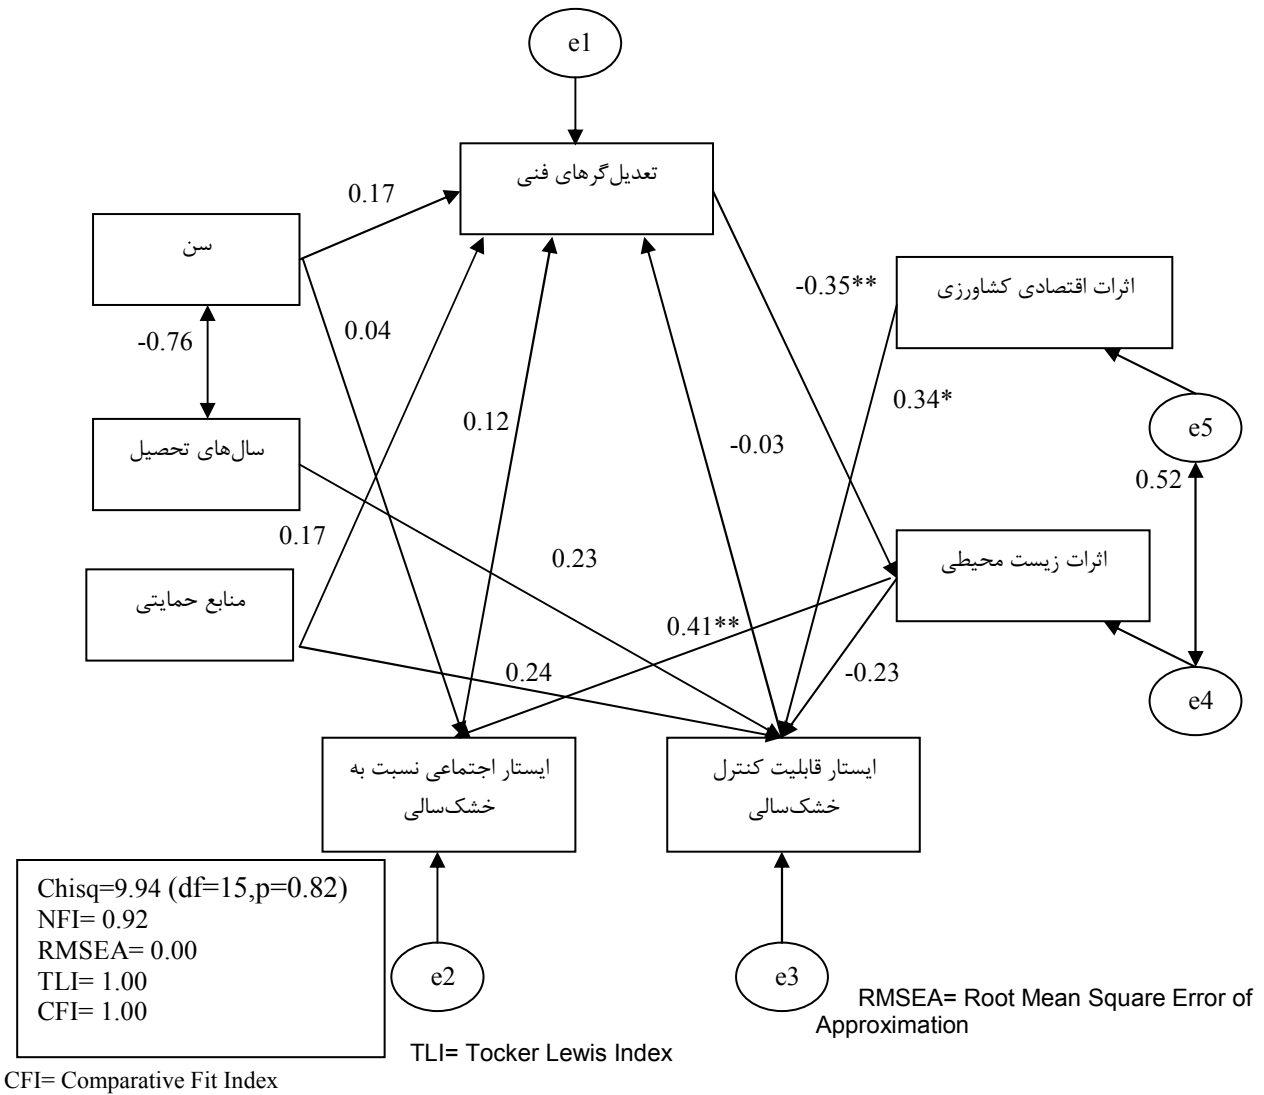 e1
تعدیل‌گرهای فنی
0.17
سن
-0.35**
اثرات اقتصادی کشاورزی
-0.76
0.04
0.34*
0.12
e5
-0.03
سال‌های تحصیل
0.52
0.17
0.23
اثرات زیست محیطی
منابع حمایتی
0.41**
0.24
-0.23
e4
ایستار اجتماعی نسبت به
خشک‌سالی
ایستار قابلیت کنترل
خشک‌سالی
Chisq=9.94 (df=15,p=0.82)
NFI= 0.92
RMSEA= 0.00
TLI= 1.00
CFI= 1.00
e2
e3
RMSEA= Root Mean Square Error of
Approximation
TLI= Tocker Lewis Index
CFI= Comparative Fit Index